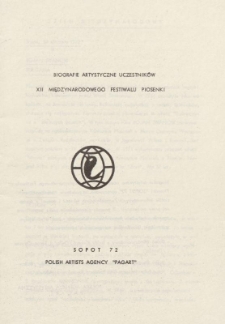 BIOGRAFIE ARTYSTYCZNE UCZESTNIKÓW
XII MIĘDZYNARODOWEGO FESTIWALU PIOSENKI
SOPOT 72
POLISH ARTISTS AGENCY "PAGART"